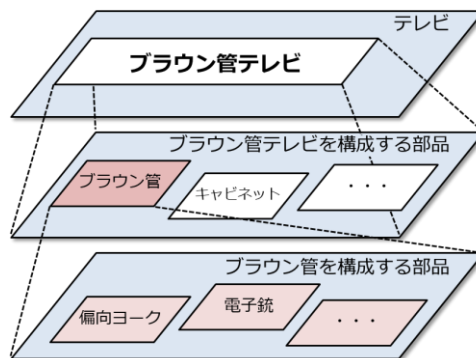 テレビ
ブラウン管テレビ
ブラウン管テレビを構成する部品
ブラウン管
キャビネット
・・・
ブラウン管を構成する部品
偏向ヨーク
電子銃
・・・